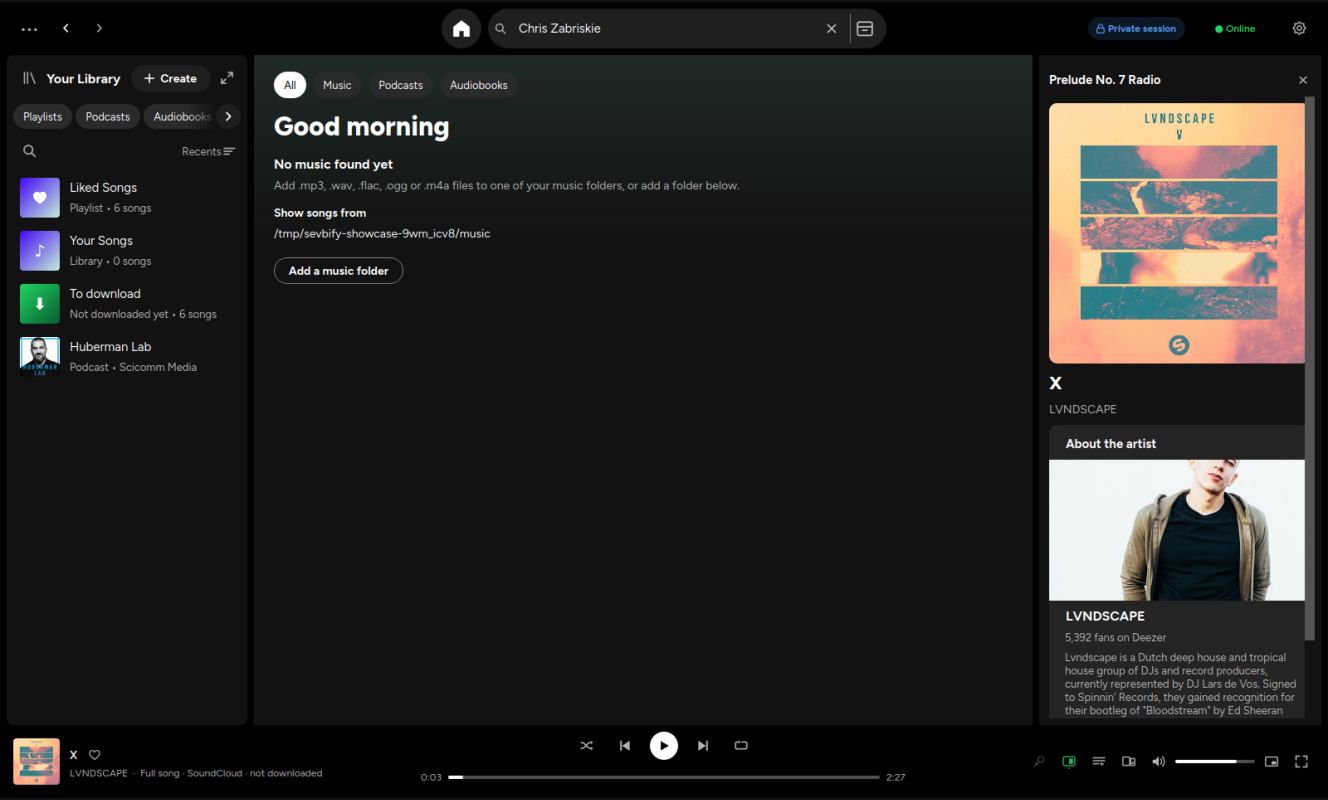 Chris Zabriskie
Private session
Online
Your Library
+ Create
Playlists
Podcasts
Audiobooks
Recents
Liked Songs
Playlist • 6 songs
Your Songs
Library • 0 songs
To download
Not downloaded yet • 6 songs
Huberman Lab
Podcast • Scicomm Media
All
Music
Podcasts
Audiobooks
Good morning
No music found yet
Add .mp3, .wav, .flac, .ogg or .m4a files to one of your music folders, or add a folder below.
Show songs from
/tmp/sevbify-showcase-9wm_icv8/music
Add a music folder
Prelude No. 7 Radio
LVNDSCAPE
V
X
LVNDSCAPE
About the artist
LVNDSCAPE
5,392 fans on Deezer
Lvndscape is a Dutch deep house and tropical
house group of DJs and record producers,
currently represented by DJ Lars de Vos. Signed
to Spinnin' Records, they gained recognition for
their bootleg of "Bloodstream" by Ed Sheeran
X
LVNDSCAPE · Full song · SoundCloud · not downloaded
0:03
2:27